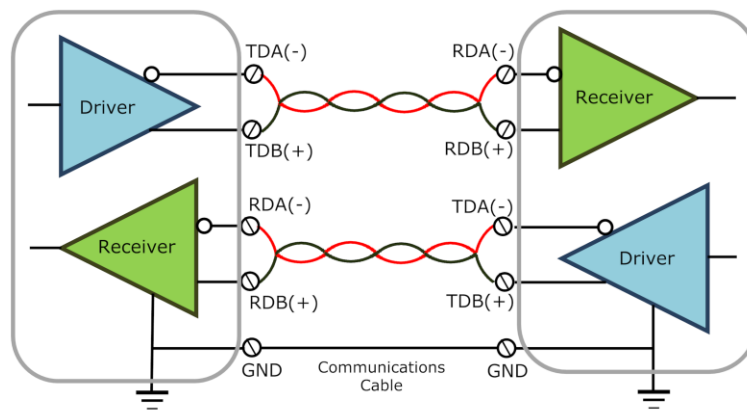 TDA(-)
RDA(-)
Driver
Receiver
TDB(+)
RDB(+)
RDA(-)
TDA(-)
Receiver
Driver
RDB(+)
TDB(+)
GND
Communications
Cable
GND